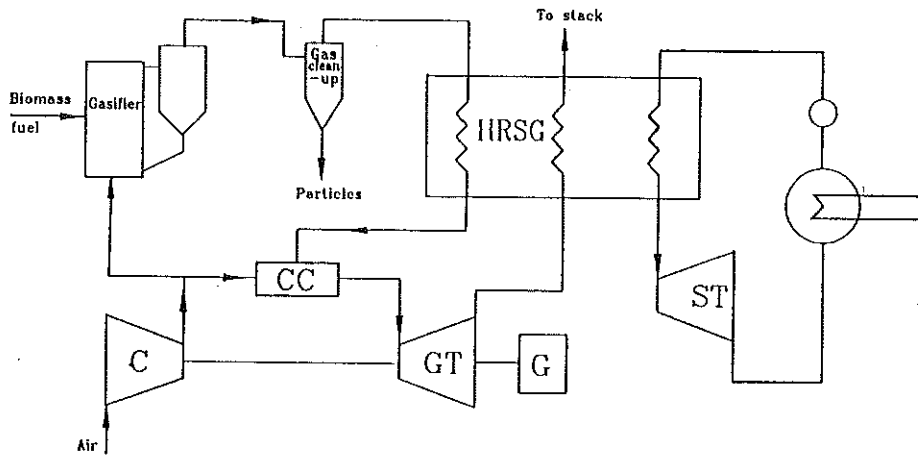 To stack
Gas
clean
-up
Biomass
fuel
Gasifier
HRSG
Particles
CC
ST
C
GT
G
Air